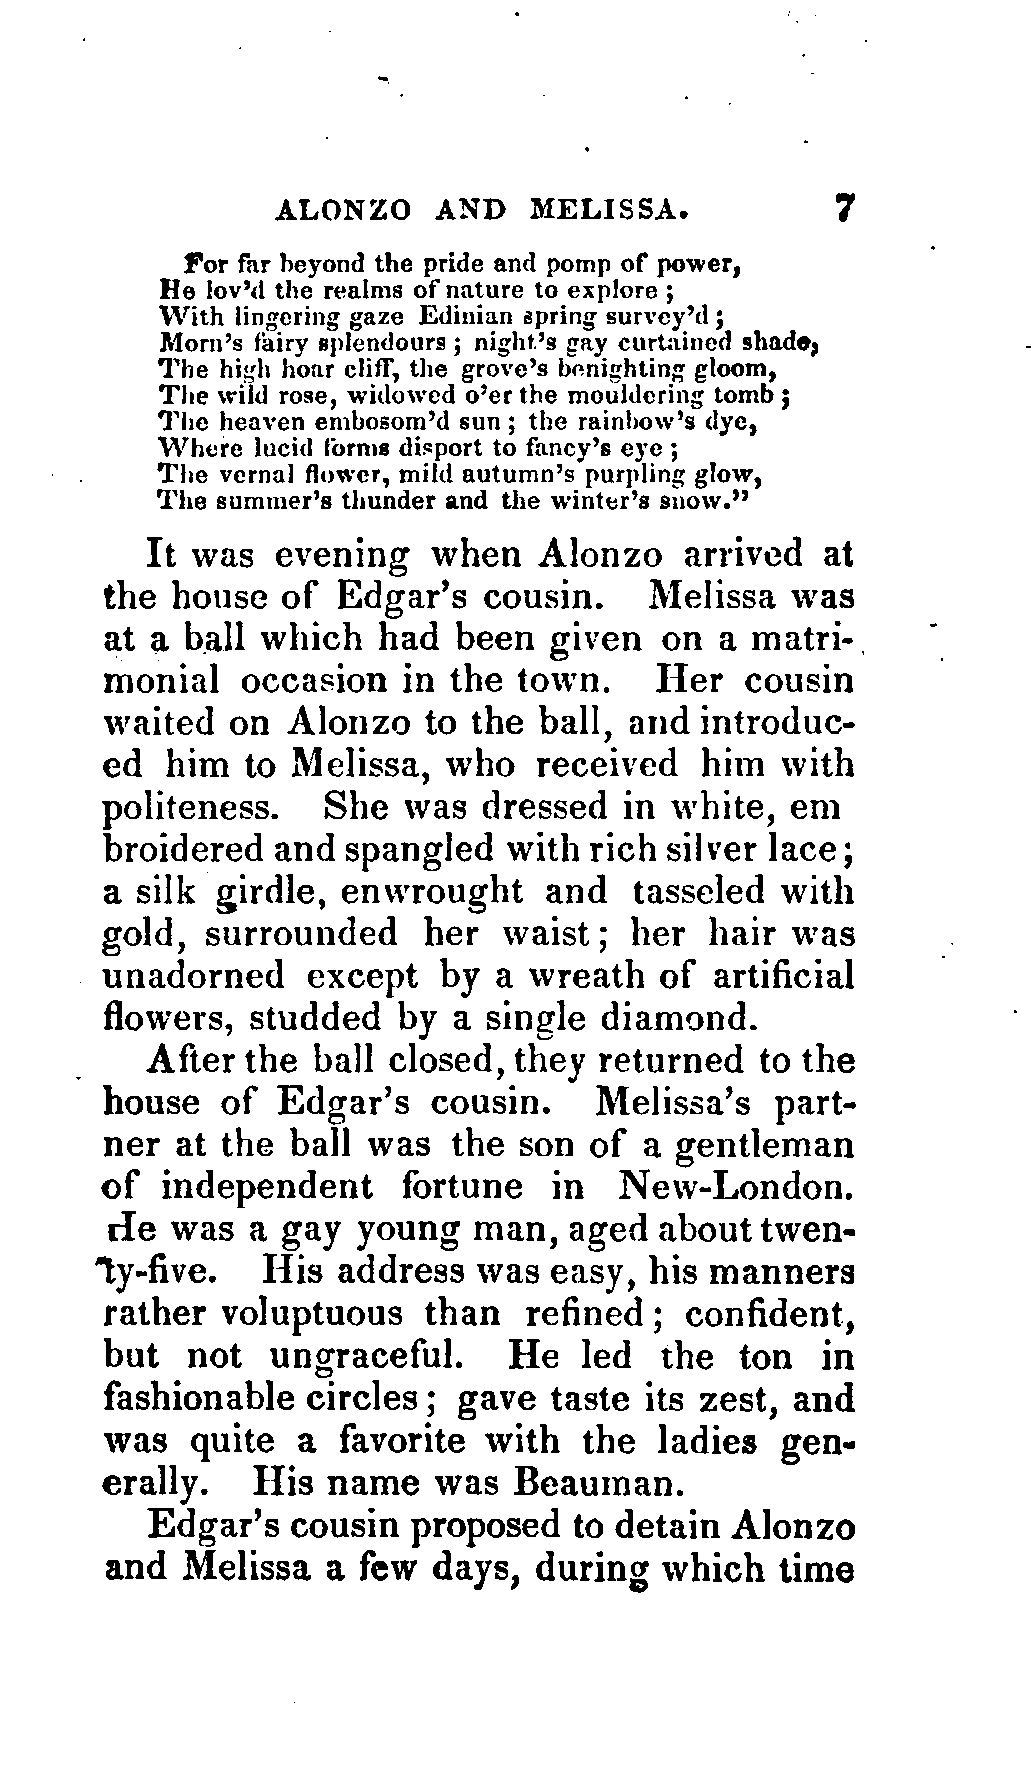 ALONZO AND MELISSA. 7
For far beyond the pride and pomp of power,
He lov'd the realms of nature to explore ;
With lingering gaze Edinian spring survey'd ;
Morn's fairy splendours ; night's gay curtained shade,
The high hoar cliff, the grove's benighting gloom,
The wild rose, widowed o'er the mouldering tomb ;
The heaven embosom'd sun ; the rainbow's dye,
Where lucid forms disport to fancy's eye ;
The vernal flower, mild autumn's purpling glow,
The summer's thunder and the winter's snow."
It was evening when Alonzo arrived at
the house of Edgar's cousin. Melissa was
at a ball which had been given on a matri-
monial occasion in the town. Her cousin
waited on Alonzo to the ball, and introduc-
ed him to Melissa, who received him with
politeness. She was dressed in white, em
broidered and spangled with rich silver lace;
a silk girdle, enwrought and tasseled with
gold, surrounded her waist ; her hair was
unadorned except by a wreath of artificial
flowers, studded by a single diamond.
After the ball closed, they returned to the
house of Edgar's cousin. Melissa's part-
ner at the ball was the son of a gentleman
of independent fortune in New-London.
He was a gay young man, aged about twen-
ty-five. His address was easy, his manners
rather voluptuous than refined ; confident,
but not ungraceful. He led the ton in
fashionable circles ; gave taste its zest, and
was quite a favorite with the ladies gen-
erally. His name was Beauman.
Edgar's cousin proposed to detain Alonzo
and Melissa a few days, during which time